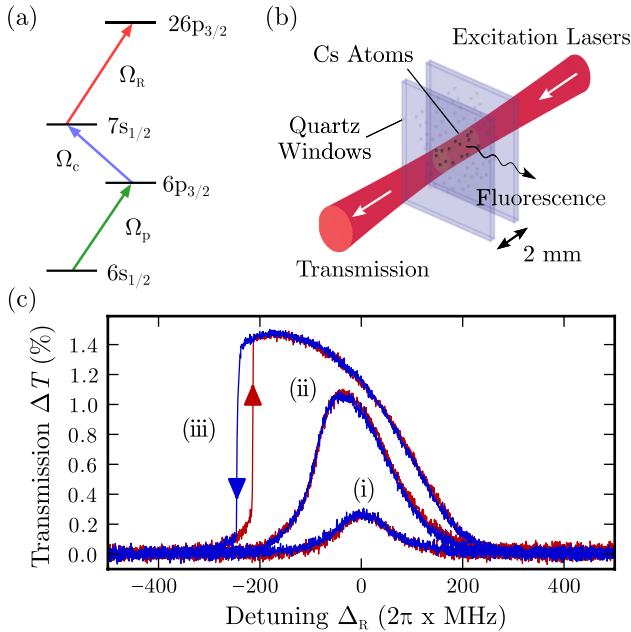 (a)
26p3/2
ΩR
7s1/2
Ωc
6p3/2
Ωp
6s1/2
(b)
Excitation Lasers
Cs Atoms
Quartz
Windows
Fluorescence
2 mm
Transmission
(c)
Transmission ΔT (%)
1.4
1.2
1.0
0.8
0.6
0.4
0.2
0.0
(iii)
(ii)
(i)
−400
−200
0
200
400
Detuning ΔR (2π x MHz)